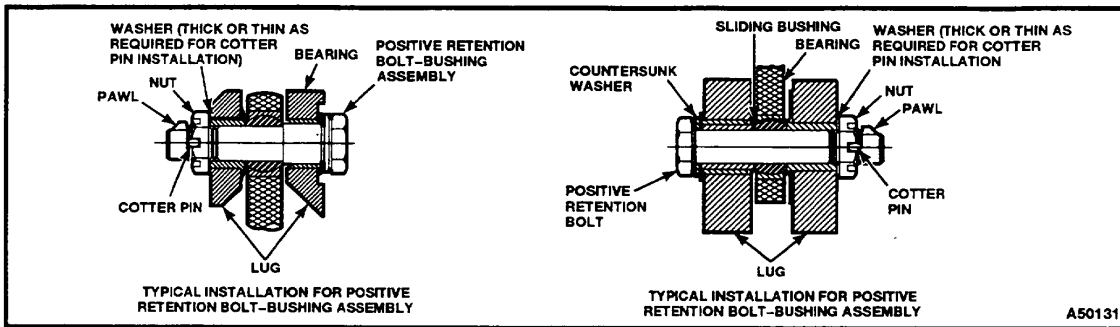 WASHER (THICK OR THIN AS
REQUIRED FOR COTTER
PIN INSTALLATION)
NUT
PAWL
BEARING
POSITIVE RETENTION
BOLT-BUSHING
ASSEMBLY
COTTER PIN
LUG
TYPICAL INSTALLATION FOR POSITIVE
RETENTION BOLT-BUSHING ASSEMBLY
SLIDING BUSHING
BEARING
WASHER (THICK OR THIN AS
REQUIRED FOR COTTER
PIN INSTALLATION
COUNTERSUNK
WASHER
NUT
PAWL
POSITIVE
RETENTION
BOLT
COTTER
PIN
LUG
TYPICAL INSTALLATION FOR POSITIVE
RETENTION BOLT-BUSHING ASSEMBLY
A50131